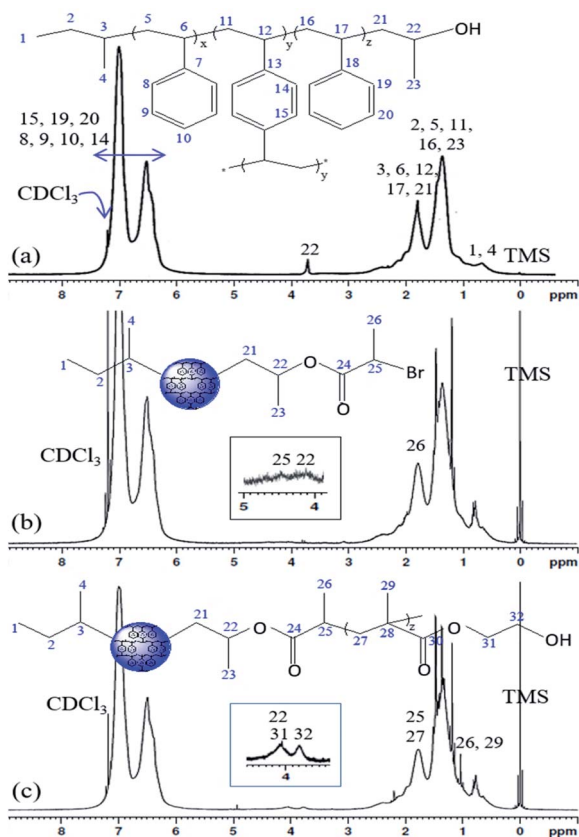 5 6 11 12 16 17 21
2
1 3 x y z 22 OH
4 7 13 18 23
8 14 19
9 15 20
10
15, 19, 20
8, 9, 10, 14
2, 5, 11,
16, 23
3, 6, 12,
17, 21
CDCl3
* y *
22
1, 4
TMS
(a)
8 7 6 5 4 3 2 1 0 ppm
4
26
21
1 2 3 22 O 24 25
23 O Br
TMS
CDCl3
25 22
5 4
26
(b)
8 7 6 5 4 3 2 1 0 ppm
4 26 29
21 z 32
1 2 3 22 O 24 25 27 28 30 O 31 OH
23 O O
CDCl3
TMS
22
31 32
4
25
27
26, 29
(c)
8 7 6 5 4 3 2 1 0 ppm